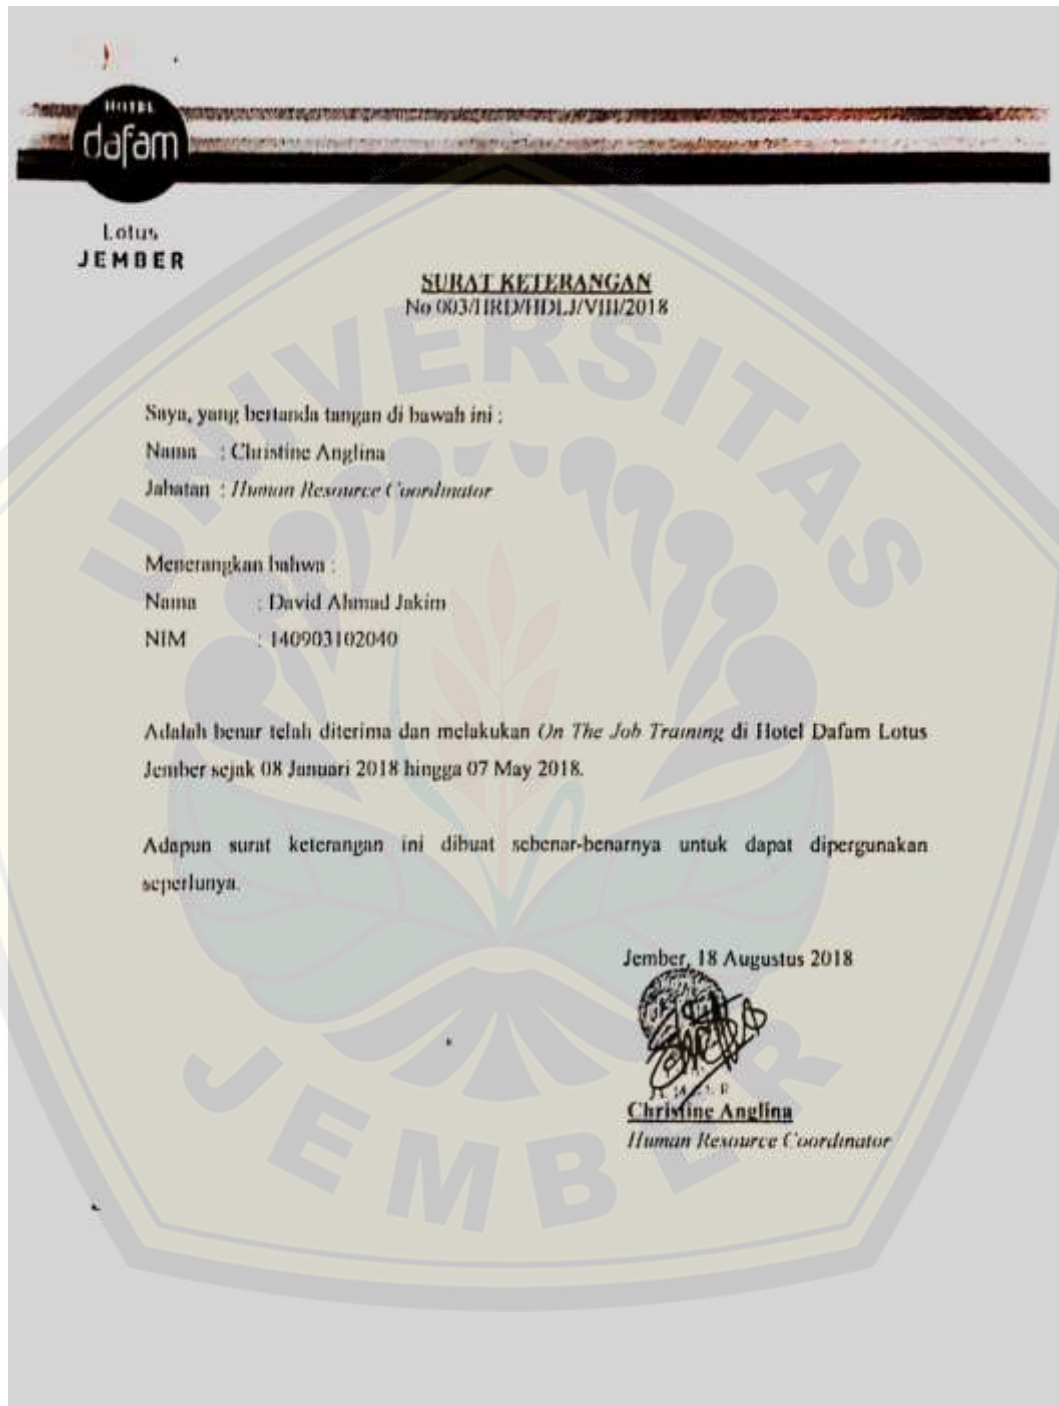 HOTEL
dafam
Lotus
JEMBER
SURAT KETERANGAN
No 003/HRD/HDLJ/VIII/2018
Saya, yang bertanda tangan di bawah ini :
Nama : Christine Anglina
Jabatan : Human Resource Coordinator
Menerangkan bahwa :
Nama : David Ahmad Jakim
NIM : 140903102040
Adalah benar telah diterima dan melakukan On The Job Training di Hotel Dafam Lotus
Jember sejak 08 Januari 2018 hingga 07 May 2018.
Adapun surat keterangan ini dibuat sebenar-benarnya untuk dapat dipergunakan
seperlunya.
Jember, 18 Augustus 2018
Christine Anglina
Human Resource Coordinator
UNIVERSITAS
JEMBER